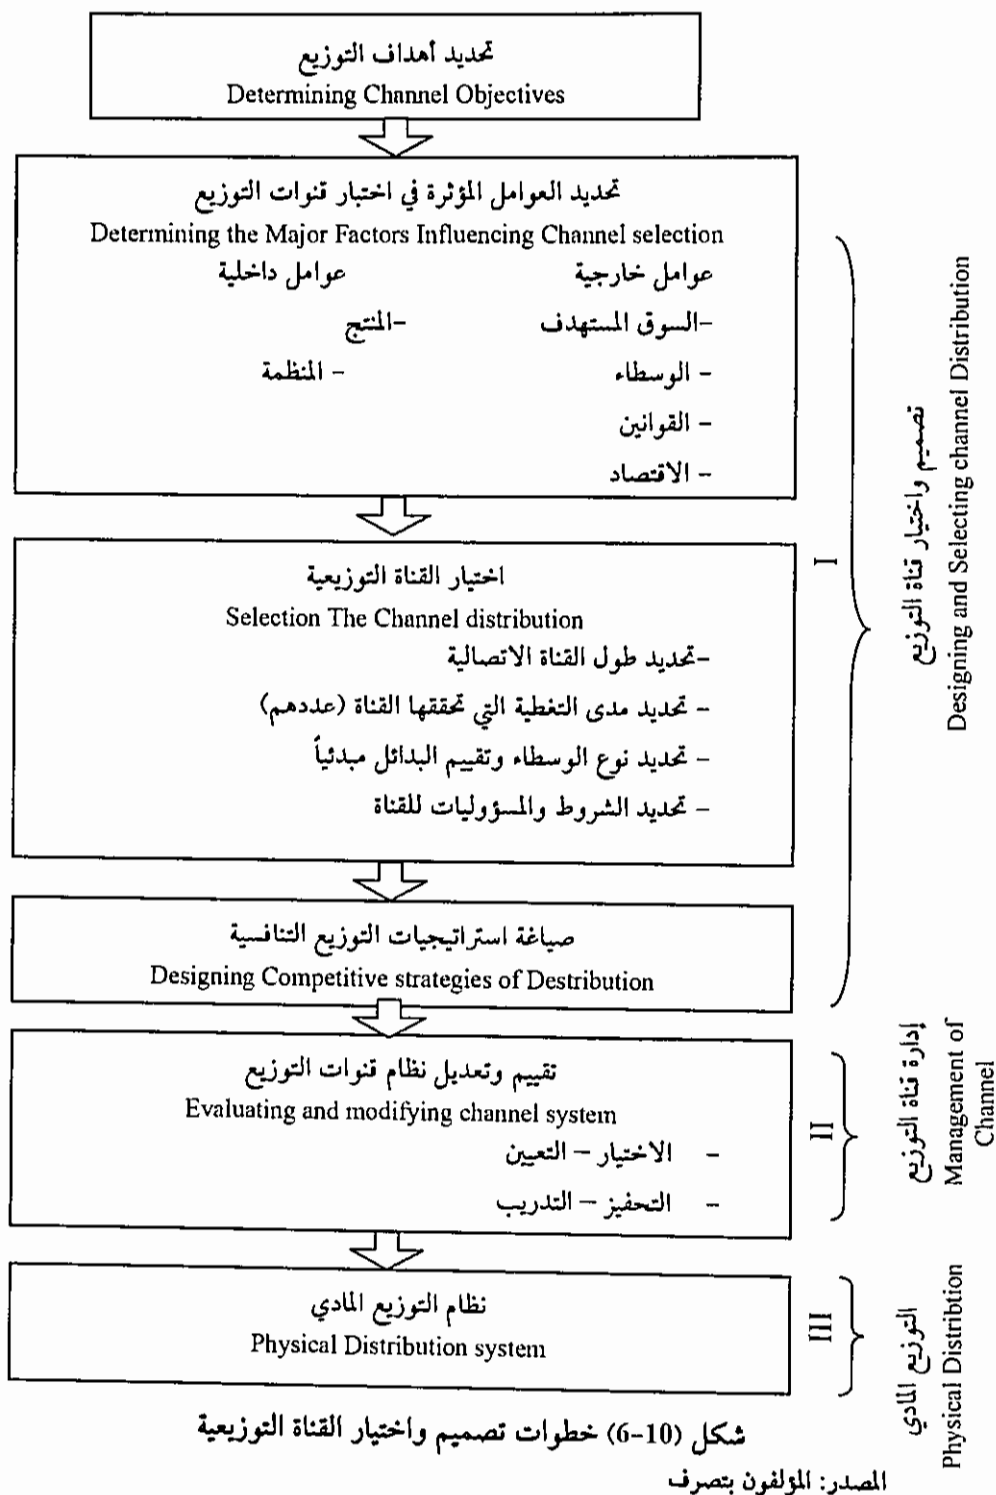 تحديد أهداف التوزيع
Determining Channel Objectives
تحديد العوامل المؤثرة في اختبار قنوات التوزيع
Determining the Major Factors Influencing Channel selection
عوامل خارجية عوامل داخلية
-السوق المستهدف -المنتج
- الوسطاء - المنظمة
- القوانين
- الاقتصاد
اختيار القناة التوزيعية
Selection The Channel distribution
-تحديد طول القناة الاتصالية
- تحديد مدى التغطية التي تحققها القناة (عددهم)
- تحديد نوع الوسطاء وتقييم البدائل مبدئياً
- تحديد الشروط والمسؤوليات للقناة
صياغة استراتيجيات التوزيع التنافسية
Designing Competitive strategies of Destribution
I
تصميم واختيار قناة التوزيع
Designing and Selecting channel Distribution
تقييم وتعديل نظام قنوات التوزيع
Evaluating and modifying channel system
- الاختيار – التعيين
- التحفيز – التدريب
II
إدارة قناة التوزيع
Management of
Channel
نظام التوزيع المادي
Physical Distribution system
III
التوزيع المادي
Physical Distribtion
شكل (10-6) خطوات تصميم واختيار القناة التوزيعية
المصدر: المؤلفون بتصرف